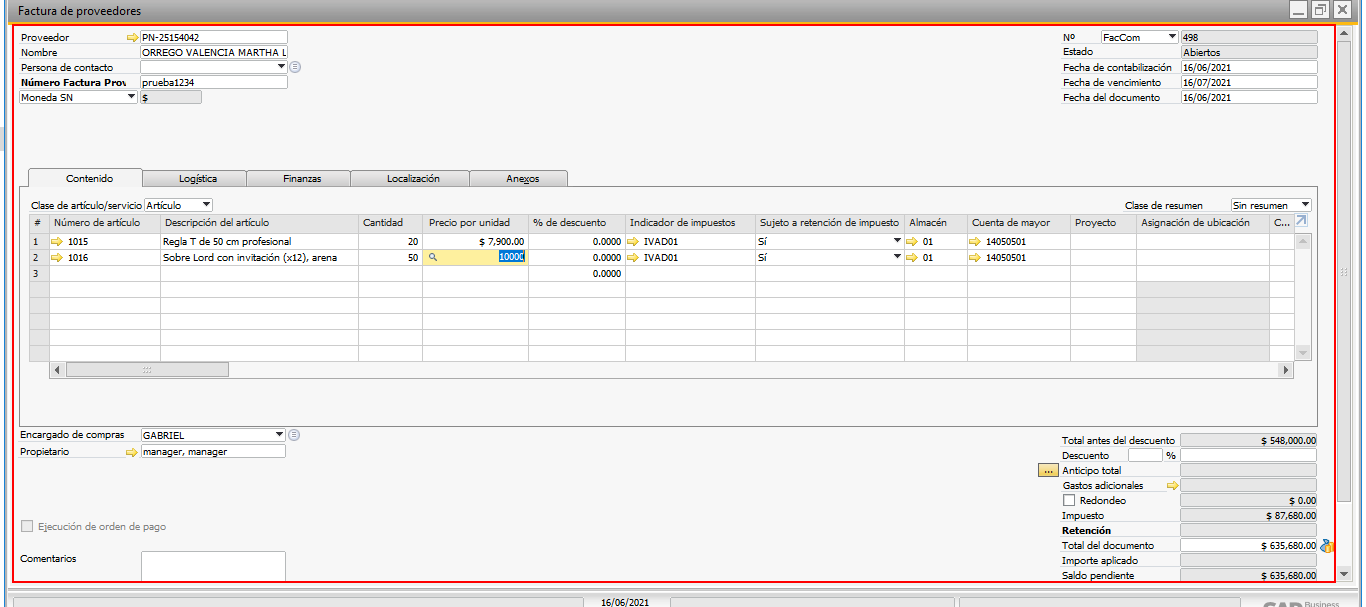 Factura de proveedores
Proveedor PN-25154042
Nombre ORREGO VALENCIA MARTHA L
Persona de contacto
Número Factura Prov prueba1234
Moneda SN $
Nº FacCom 498
Estado Abiertos
Fecha de contabilización 16/06/2021
Fecha de vencimiento 16/07/2021
Fecha del documento 16/06/2021
Contenido Logística Finanzas Localización Anexos
Clase de artículo/servicio Artículo Clase de resumen Sin resumen
# Número de artículo Descripción del artículo Cantidad Precio por unidad % de descuento Indicador de impuestos Sujeto a retención de impuesto Almacén Cuenta de mayor Proyecto Asignación de ubicación C...
1 1015 Regla T de 50 cm profesional 20 $ 7,900.00 0.0000 IVAD01 Sí 01 14050501
2 1016 Sobre Lord con invitación (x12), arena 50 10000 0.0000 IVAD01 Sí 01 14050501
3 0.0000
Encargado de compras GABRIEL
Propietario manager, manager
Ejecución de orden de pago
Comentarios
Total antes del descuento $ 548,000.00
Descuento %
... Anticipo total
Gastos adicionales
Redondeo $ 0.00
Impuesto $ 87,680.00
Retención
Total del documento $ 635,680.00
Importe aplicado
Saldo pendiente $ 635,680.00
16/06/2021
Business